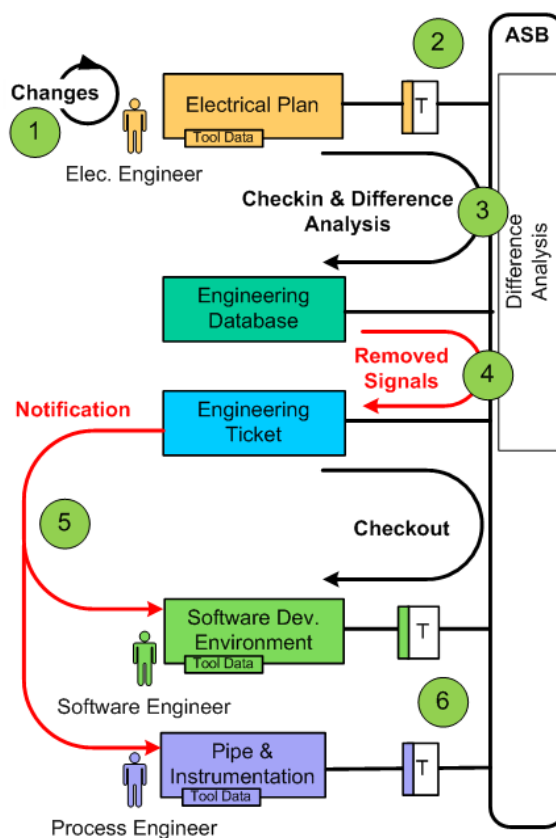 2
ASB
Changes
1
Electrical Plan
T
Tool Data
Elec. Engineer
Checkin & Difference
Analysis
3
Difference
Analysis
Engineering
Database
Removed
Signals
4
Notification
Engineering
Ticket
5
Checkout
Software Dev.
Environment
T
Tool Data
Software Engineer
6
Pipe &
Instrumentation
T
Tool Data
Process Engineer